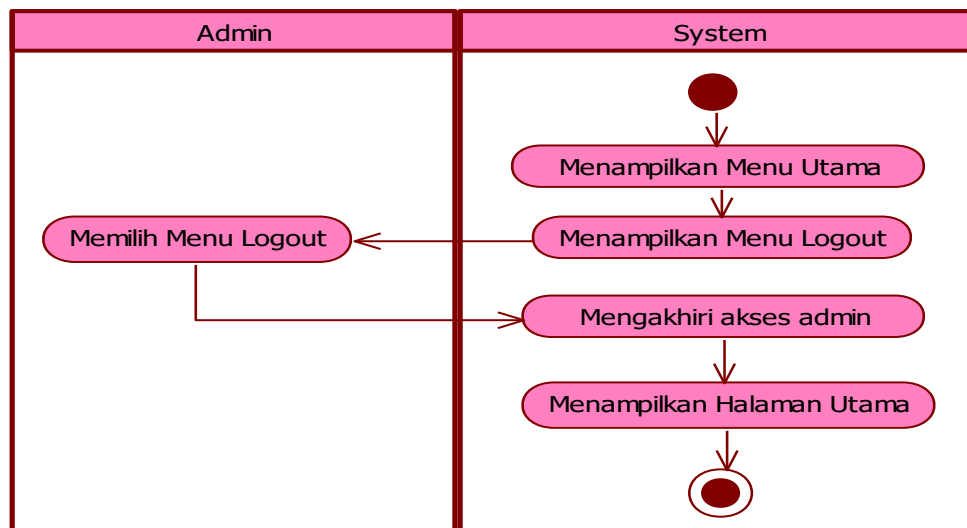 Admin
System
Menampilkan Menu Utama
Memilih Menu Logout
Menampilkan Menu Logout
Mengakhiri akses admin
Menampilkan Halaman Utama